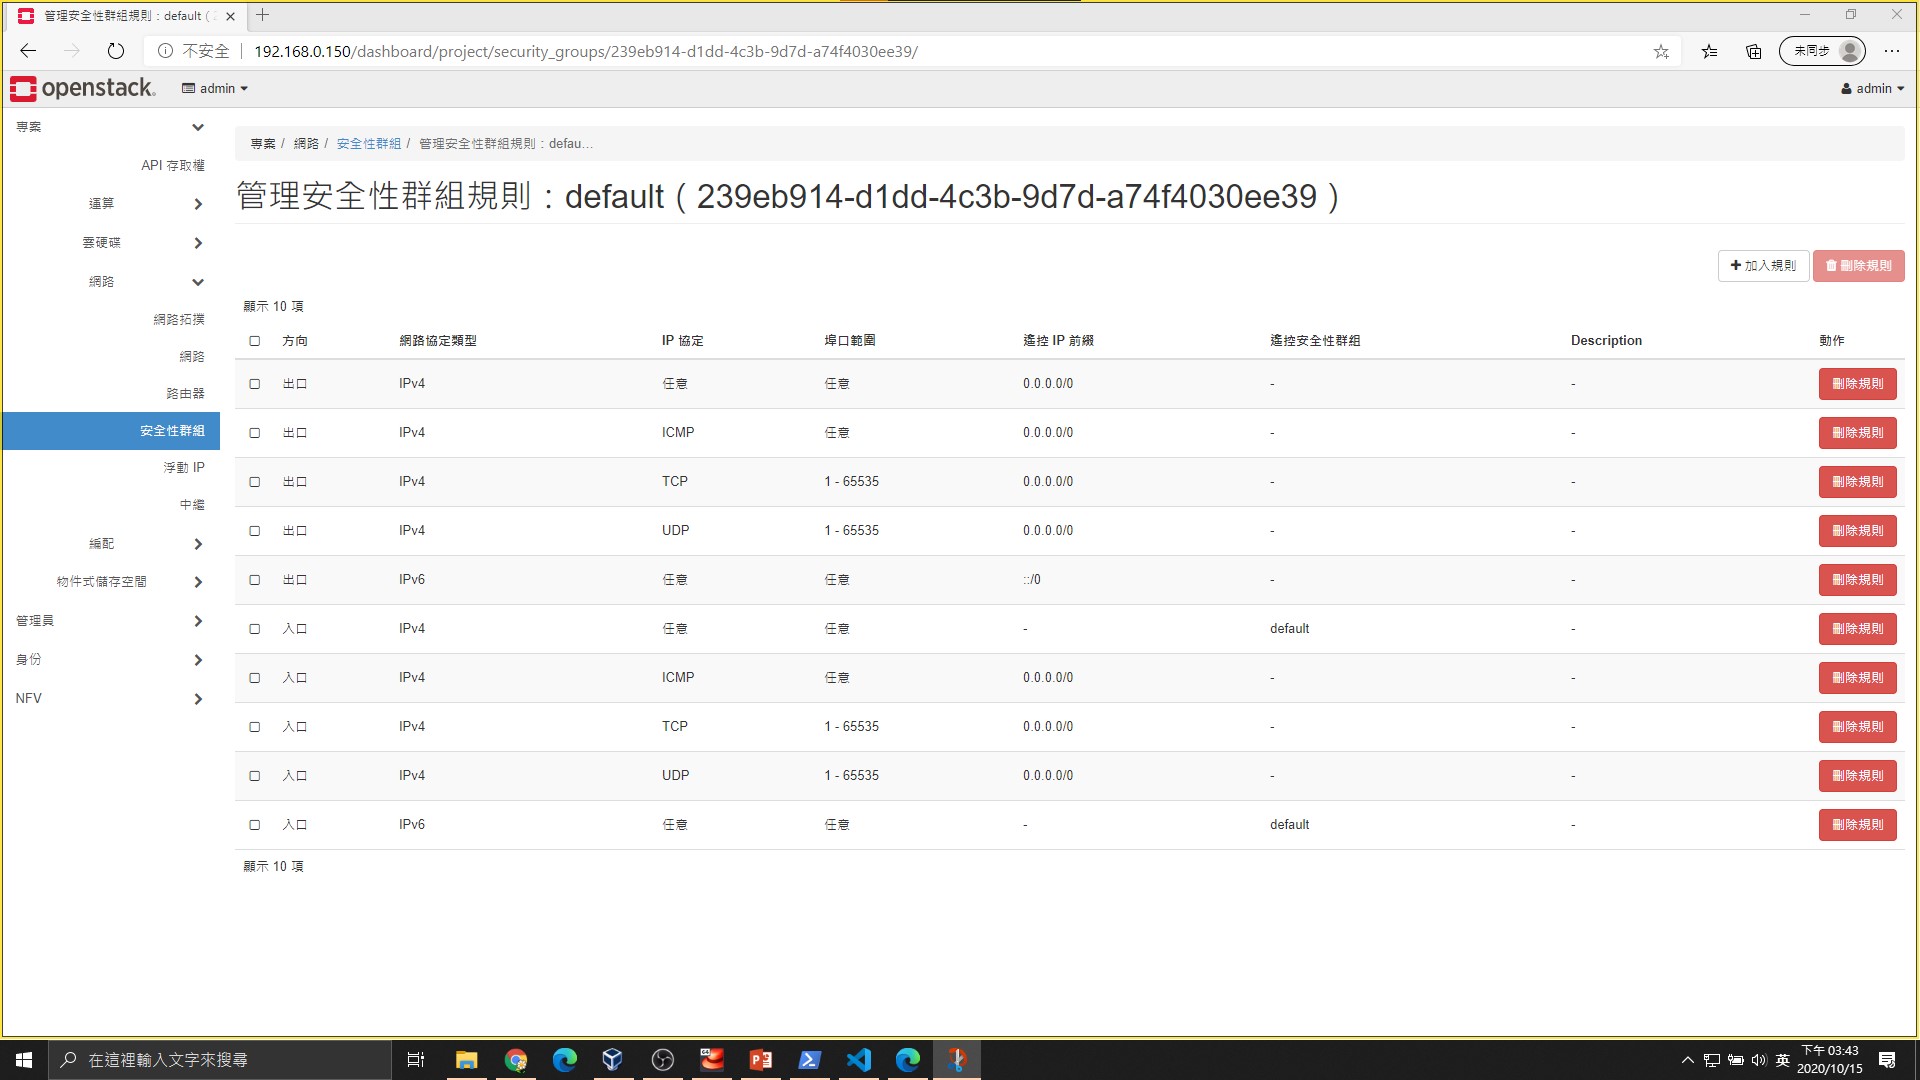 管理安全性群組規則：default (2
不安全 192.168.0.150/dashboard/project/security_groups/239eb914-d1dd-4c3b-9d7d-a74f4030ee39/ 未同步
openstack. admin admin
專案
API 存取權
運算
雲硬碟
網路
網路拓撲
網路
路由器
安全性群組
浮動 IP
中繼
編配
物件式儲存空間
管理員
身份
NFV
專案 / 網路 / 安全性群組 / 管理安全性群組規則：defau...
管理安全性群組規則：default ( 239eb914-d1dd-4c3b-9d7d-a74f4030ee39 )
加入規則 刪除規則
顯示 10 項
方向 網路協定類型 IP 協定 埠口範圍 遙控 IP 前綴 遙控安全性群組 Description 動作
出口 IPv4 任意 任意 0.0.0.0/0 - - 刪除規則
出口 IPv4 ICMP 任意 0.0.0.0/0 - - 刪除規則
出口 IPv4 TCP 1 - 65535 0.0.0.0/0 - - 刪除規則
出口 IPv4 UDP 1 - 65535 0.0.0.0/0 - - 刪除規則
出口 IPv6 任意 任意 ::/0 - - 刪除規則
入口 IPv4 任意 任意 - default - 刪除規則
入口 IPv4 ICMP 任意 0.0.0.0/0 - - 刪除規則
入口 IPv4 TCP 1 - 65535 0.0.0.0/0 - - 刪除規則
入口 IPv4 UDP 1 - 65535 0.0.0.0/0 - - 刪除規則
入口 IPv6 任意 任意 - default - 刪除規則
顯示 10 項
在這裡輸入文字來搜尋
英
下午 03:43
2020/10/15